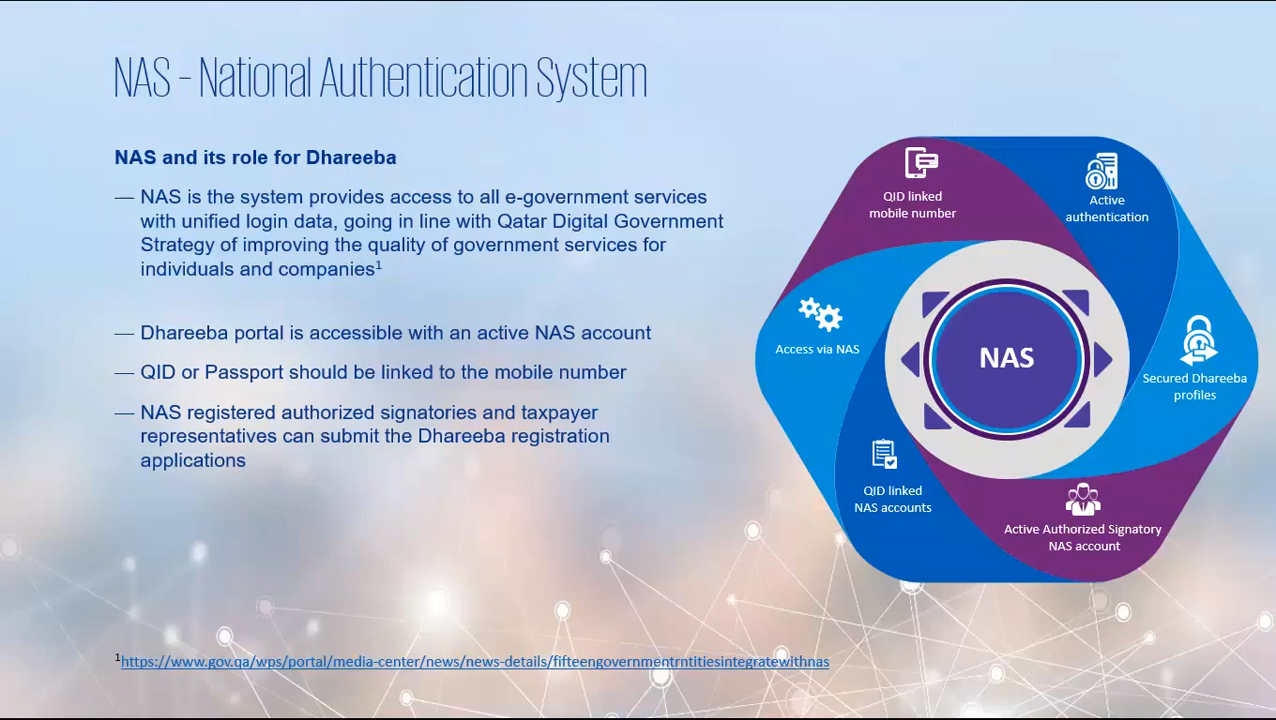 NAS – National Authentication System
NAS and its role for Dhareeba
— NAS is the system provides access to all e-government services
with unified login data, going in line with Qatar Digital Government
Strategy of improving the quality of government services for
individuals and companies¹
— Dhareeba portal is accessible with an active NAS account
— QID or Passport should be linked to the mobile number
— NAS registered authorized signatories and taxpayer
representatives can submit the Dhareeba registration
applications
QID linked
mobile number
Active
authentication
Access via NAS
NAS
Secured Dhareeba
profiles
QID linked
NAS accounts
Active Authorized Signatory
NAS account
¹https://www.gov.qa/wps/portal/media-center/news/news-details/fifteengovernmentrntitiesintegratewithnas